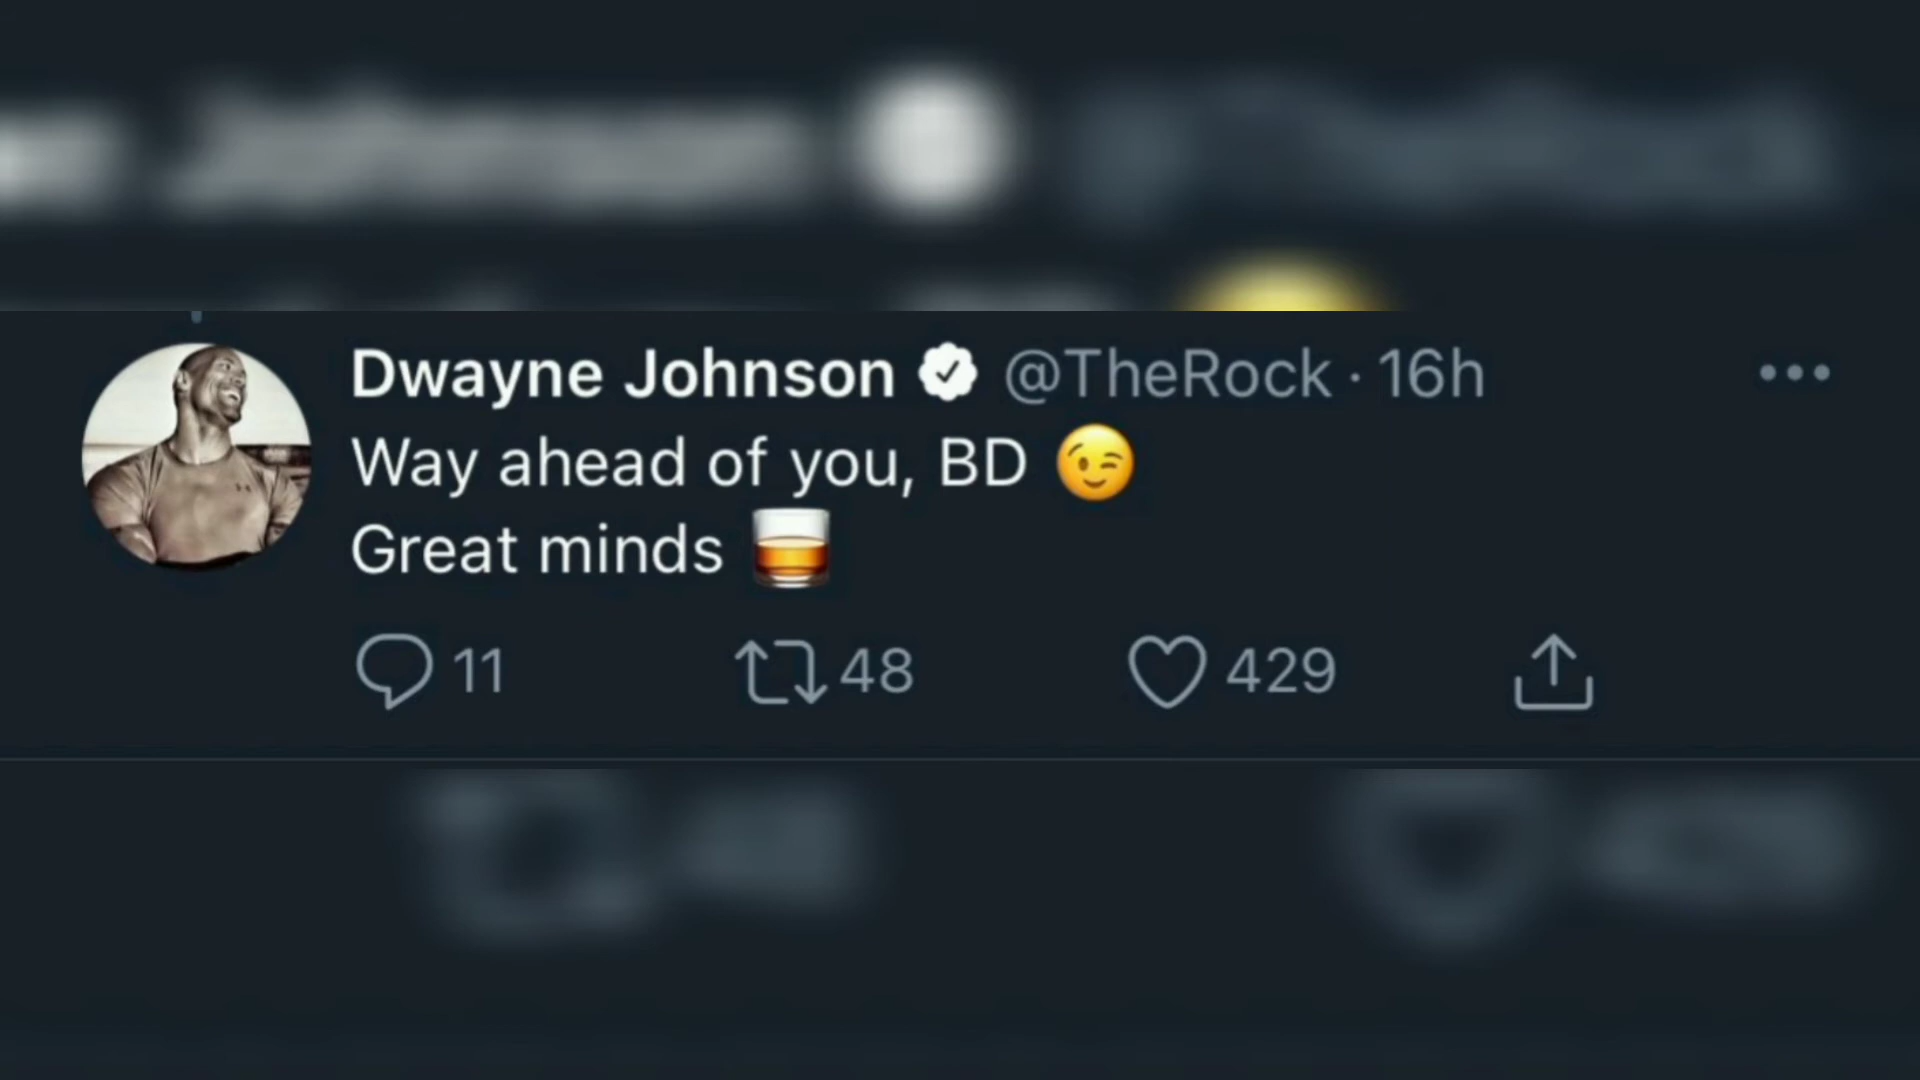 Dwayne Johnson @TheRock · 16h
Way ahead of you, BD 😉
Great minds 🥃
11 48 429